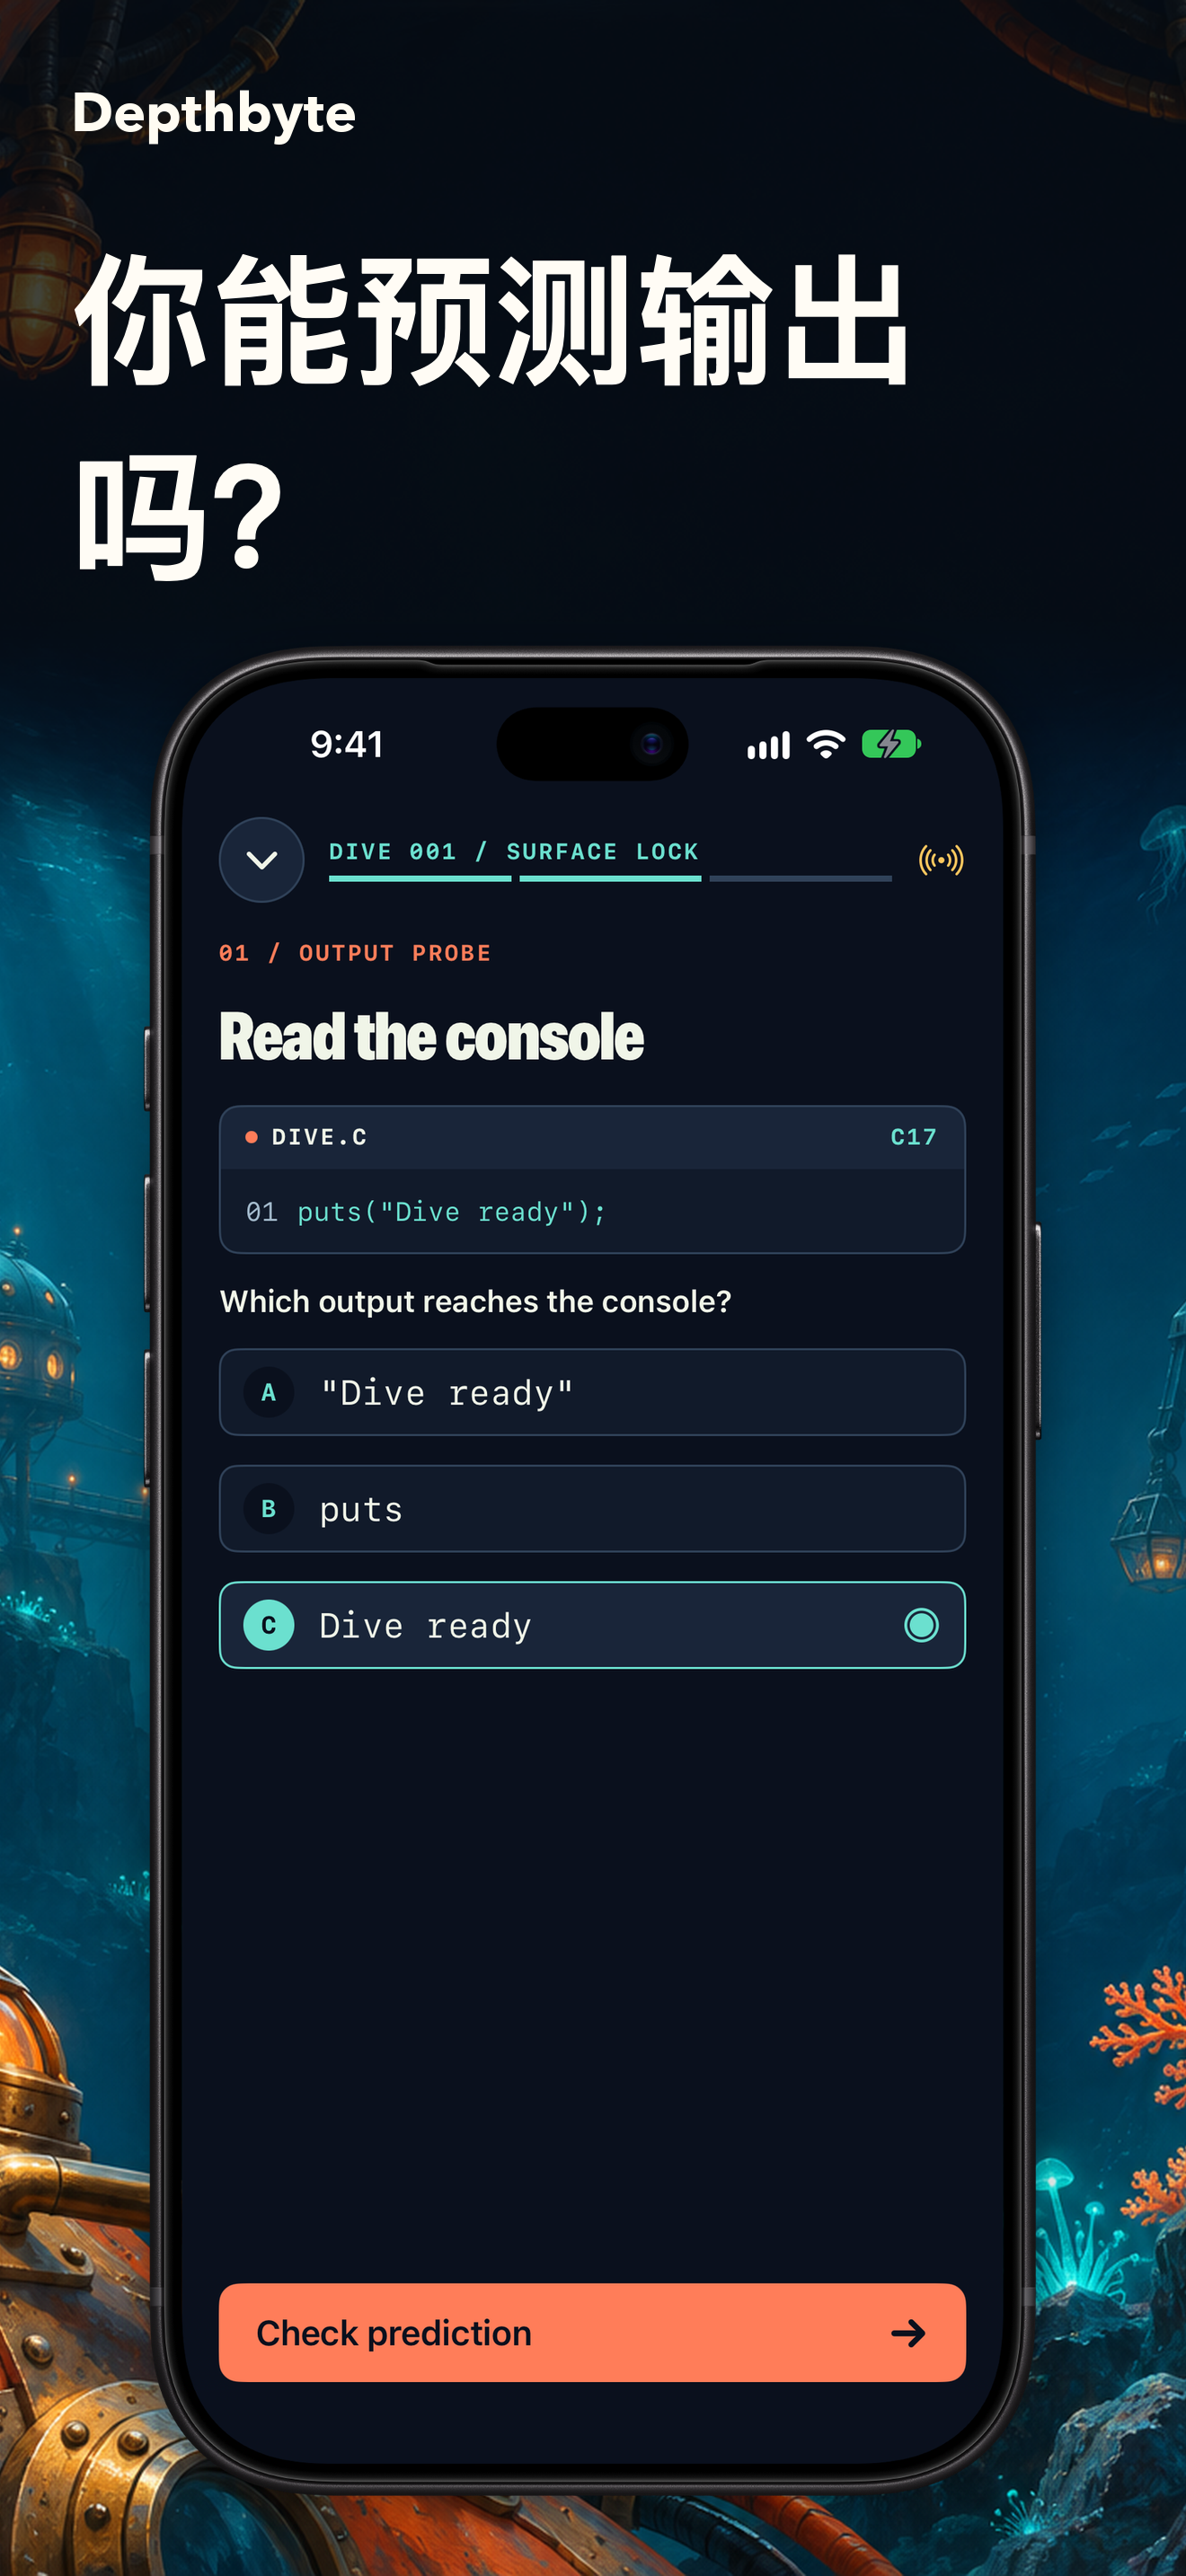 Depthbyte
你能预测输出
吗?
9:41
DIVE 001 / SURFACE LOCK
01 / OUTPUT PROBE
Read the console
DIVE.C C17
01 puts("Dive ready");
Which output reaches the console?
A "Dive ready"
B puts
C Dive ready
Check prediction